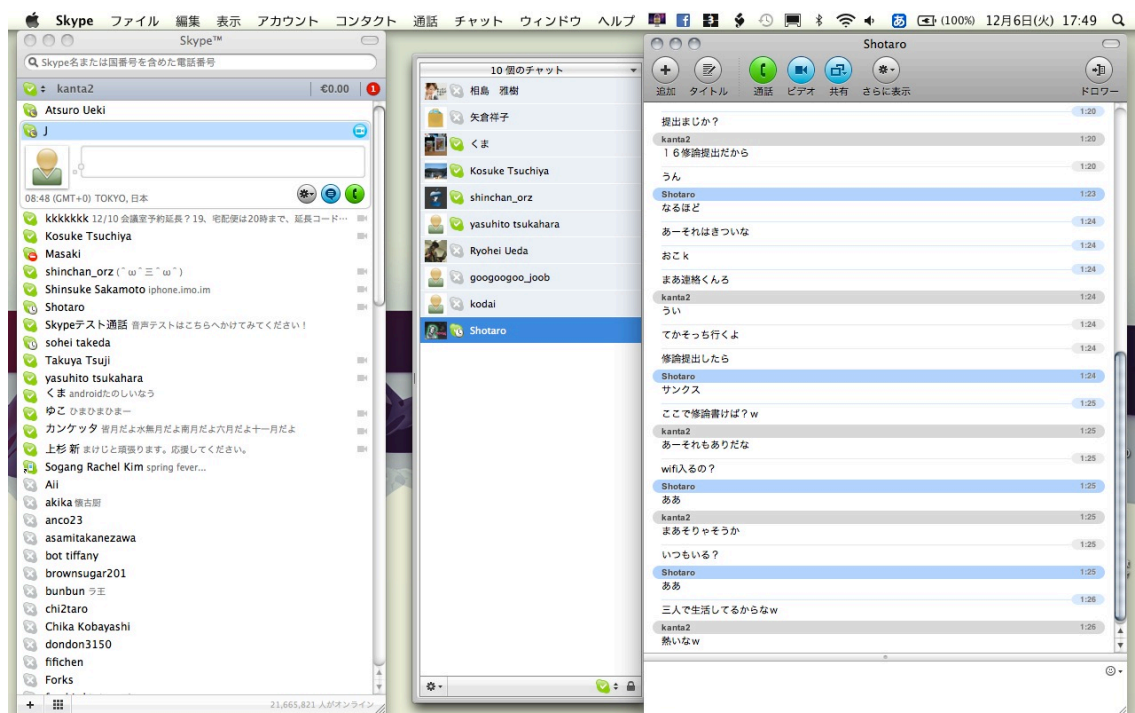 Skype ファイル 編集 表示 アカウント コンタクト 通話 チャット ウィンドウ ヘルプ あ (100%) 12月6日(火) 17:49
Skype™
Skype名または国番号を含めた電話番号
kanta2 €0.00 1
Atsuro Ueki
J
08:48 (GMT+0) TOKYO, 日本
kkkkkkk 12/10 会議室予約延長？19、宅配便は20時まで、延長コード…
Kosuke Tsuchiya
Masaki
shinchan_orz (＾ω＾三＾ω＾)
Shinsuke Sakamoto iphone.imo.im
Shotaro
Skypeテスト通話 音声テストはこちらへかけてみてください！
sohei takeda
Takuya Tsuji
yasuhito tsukahara
くま androidたのしいなう
ゆこ ひまひまひまー
カンケッタ 皆月だよ水無月だよ南月だよ六月だよ十一月だよ
上杉 新 まけじと頑張ります。応援してください。
Sogang Rachel Kim spring fever...
Aii
akika 懐古厨
anco23
asamitakanezawa
bot tiffany
brownsugar201
bunbun ラ王
chi2taro
Chika Kobayashi
dondon3150
fifichen
Forks
21,665,821 人がオンライン
10 個のチャット
相島 雅樹
矢倉祥子
くま
Kosuke Tsuchiya
shinchan_orz
yasuhito tsukahara
Ryohei Ueda
googoogoo_joob
kodai
Shotaro
Shotaro
追加 タイトル 通話 ビデオ 共有 さらに表示 ドロワー
1:20
提出まじか？
kanta2 1:20
１６修論提出だから
1:20
うん
Shotaro 1:23
なるほど
1:24
あーそれはきついな
1:24
おこｋ
1:24
まあ連絡くんろ
kanta2 1:24
うい
1:24
てかそっち行くよ
1:24
修論提出したら
Shotaro 1:24
サンクス
1:25
ここで修論書けば？w
kanta2 1:25
あーそれもありだな
1:25
wifi入るの？
Shotaro 1:25
ああ
kanta2 1:25
まあそりゃそうか
1:25
いつもいる？
Shotaro 1:25
ああ
1:26
三人で生活してるからなw
kanta2 1:26
熱いなw